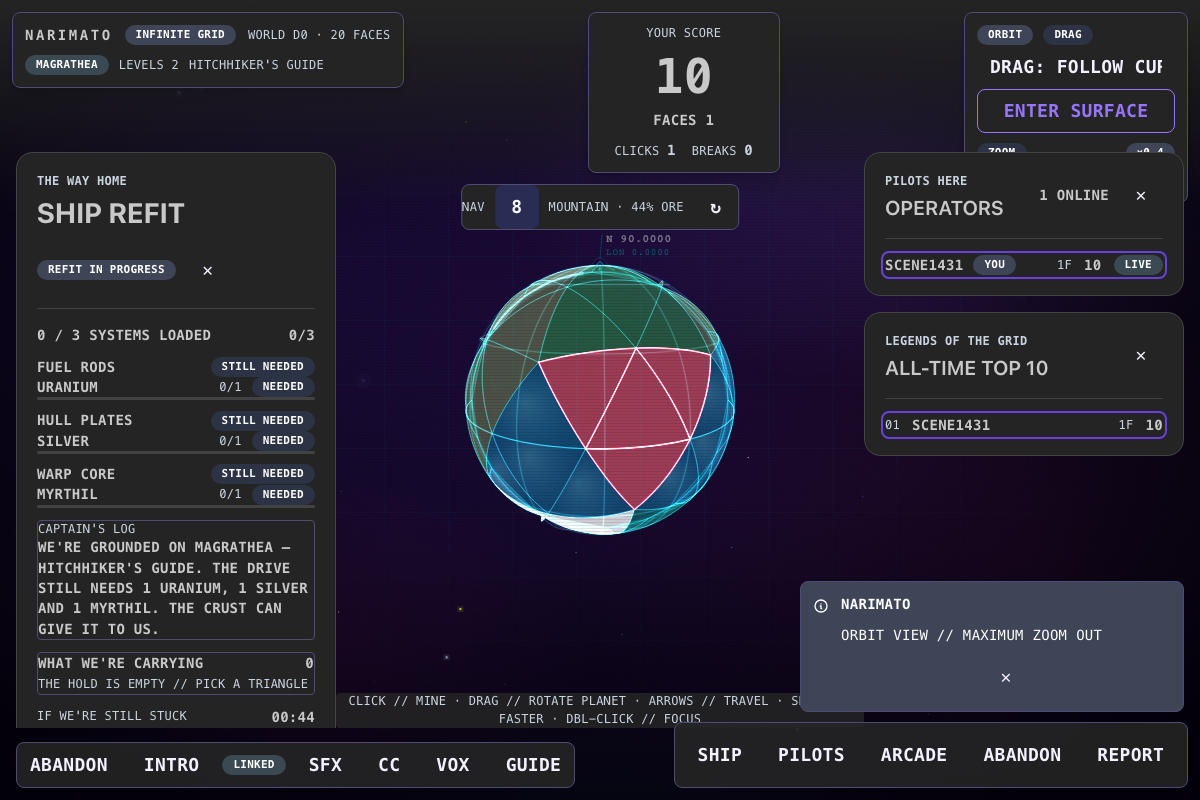 NARIMATO INFINITE GRID WORLD D0 · 20 FACES
MAGRATHEA LEVELS 2 HITCHHIKER'S GUIDE
YOUR SCORE
10
FACES 1
CLICKS 1 BREAKS 0
ORBIT DRAG
DRAG: FOLLOW
ENTER SURFACE
ZOOM
NAV 8 MOUNTAIN · 44% ORE ↻
N 90.0000
LON 0.0000
THE WAY HOME
SHIP REFIT
REFIT IN PROGRESS ×
0 / 3 SYSTEMS LOADED 0/3
FUEL RODS STILL NEEDED
URANIUM 0/1 NEEDED
HULL PLATES STILL NEEDED
SILVER 0/1 NEEDED
WARP CORE STILL NEEDED
MYRTHIL 0/1 NEEDED
CAPTAIN'S LOG
WE'RE GROUNDED ON MAGRATHEA —
HITCHHIKER'S GUIDE. THE DRIVE
STILL NEEDS 1 URANIUM, 1 SILVER
AND 1 MYRTHIL. THE CRUST CAN
GIVE IT TO US.
WHAT WE'RE CARRYING 0
THE HOLD IS EMPTY // PICK A TRIANGLE
IF WE'RE STILL STUCK 00:44
PILOTS HERE
OPERATORS 1 ONLINE ×
SCENE1431 YOU 1F 10 LIVE
LEGENDS OF THE GRID
ALL-TIME TOP 10 ×
01 SCENE1431 1F 10
NARIMATO
ORBIT VIEW // MAXIMUM ZOOM OUT
×
CLICK // MINE · DRAG // ROTATE PLANET · ARROWS // TRAVEL ·
FASTER · DBL-CLICK // FOCUS
ABANDON INTRO LINKED SFX CC VOX GUIDE
SHIP PILOTS ARCADE ABANDON REPORT